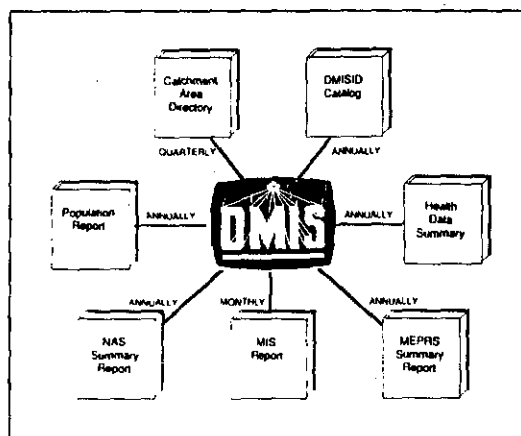 Catchment
Area
Directory
DMISID
Catalog
QUARTERLY
ANNUALLY
Population
Report
ANNUALLY
DMIS
ANNUALLY
Health
Data
Summary
ANNUALLY
MONTHLY
ANNUALLY
NAS
Summary
Report
MIS
Report
MEPRS
Summary
Report